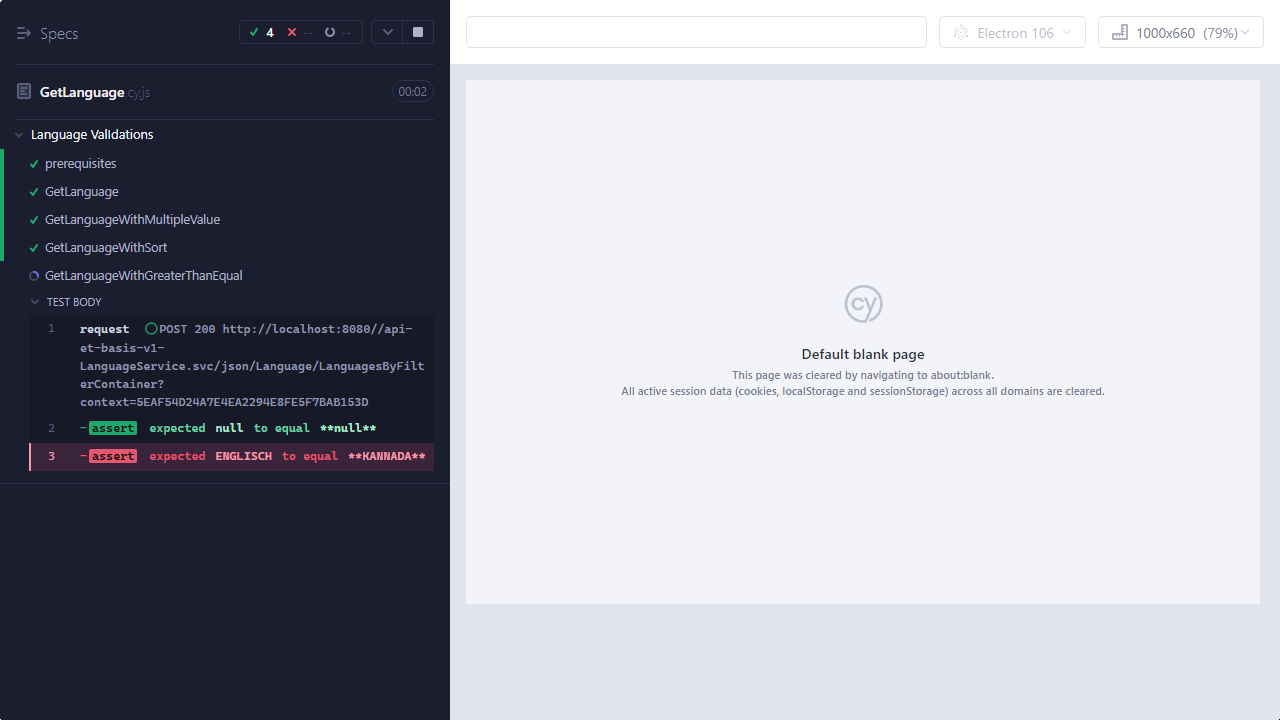 Specs
4 -- --
Electron 106
1000x660 (79%)
GetLanguage.cy.js
00:02
Language ValIdations
prerequisites
GetLanguage
GetLanguageWithMultipleValue
GetLanguageWithSort
GetLanguageWithGreaterThanEqual
TEST BODY
1 request POST 200 http://localhost:8080//api-
et-basis-v1-
LanguageService.svc/json/Language/LanguagesByFilt
erContainer?
context=5EAF54D24A7E4EA2294E8FE5F7BAB153D
2 -assert expected null to equal **null**
3 -assert expected ENGLISCH to equal **KANNADA**
cy
Default blank page
This page was cleared by navigating to about:blank.
All active session data (cookies, localStorage and sessionStorage) across all domains are cleared.